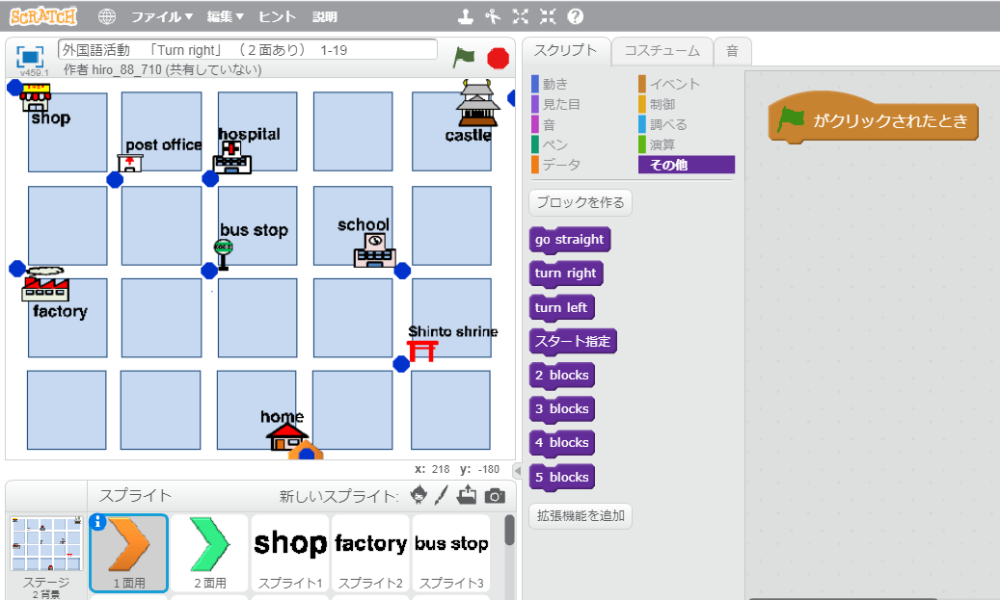 SCRATCH ファイル▼ 編集▼ ヒント 説明
v459.1
外国語活動 「Turn right」 (２面あり) 1-19
作者 hiro_88_710 (共有していない)
shop
post office
hospital
castle
bus stop
school
factory
Shinto shrine
home
x: 218 y: -180
スプライト
新しいスプライト:
ステージ
2 背景
１面用
２面用
shop
スプライト1
factory
スプライト2
bus stop
スプライト3
スクリプト
コスチューム
音
動き
イベント
見た目
制御
音
調べる
ペン
演算
データ
その他
ブロックを作る
go straight
turn right
turn left
スタート指定
2 blocks
3 blocks
4 blocks
5 blocks
拡張機能を追加
がクリックされたとき